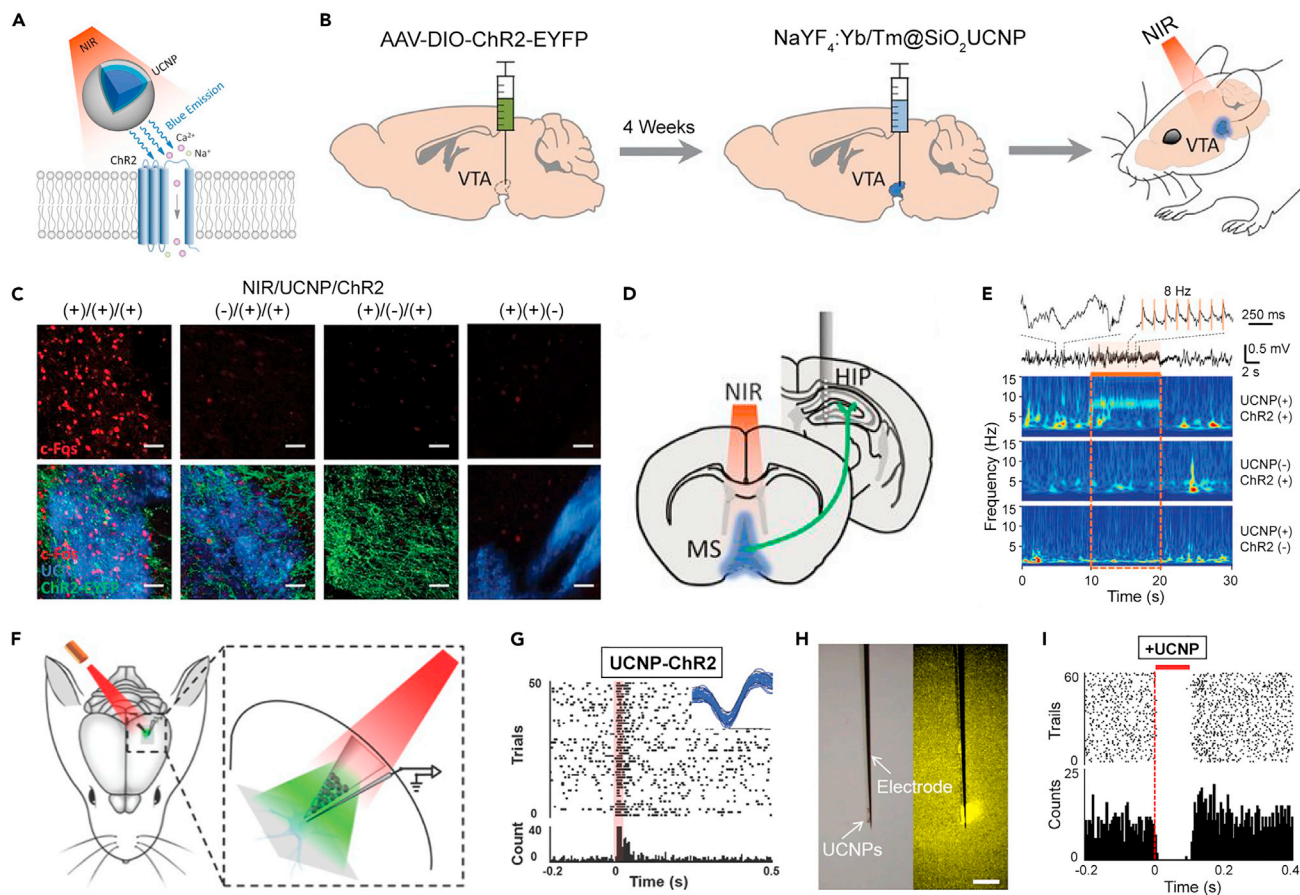 A
NIR
UCNP
Blue Emission
Ca²⁺
Na⁺
ChR2
B
AAV-DIO-ChR2-EYFP
VTA
4 Weeks
NaYF₄:Yb/Tm@SiO₂UCNP
VTA
NIR
VTA
C
NIR/UCNP/ChR2
(+)/(+)/(+)
(-)/(+)/(+)
(+)/(-)/(+)
(+)(+)(-)
c-Fos
c-Fos
UC
ChR2-EYFP
D
NIR
HIP
MS
E
8 Hz
250 ms
0.5 mV
2 s
15
10
5
UCNP(+)
ChR2 (+)
15
10
5
UCNP(-)
ChR2 (+)
15
10
5
UCNP(+)
ChR2 (-)
Frequency (Hz)
0
10
20
30
Time (s)
F
G
UCNP-ChR2
50
Trials
0
40
Count
0
0
0.5
Time (s)
H
Electrode
UCNPs
I
+UCNP
60
Trails
0
25
Counts
0
-0.2
0
0.2
0.4
Time (s)